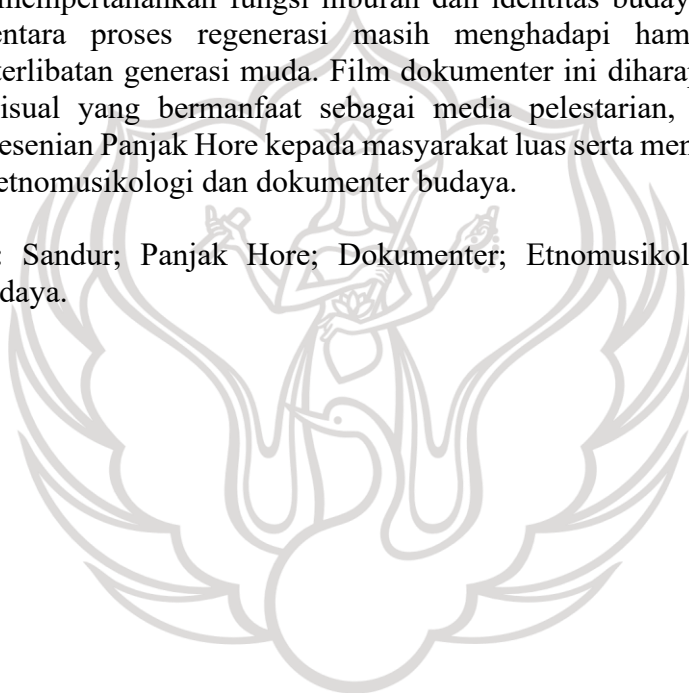 mempertahankan fungsi hiburan dan identitas buday
entara proses regenerasi masih menghadapi ham
terlibatan generasi muda. Film dokumenter ini diharap
isual yang bermanfaat sebagai media pelestarian,
esenian Panjak Hore kepada masyarakat luas serta men
etnomusikologi dan dokumenter budaya.
: Sandur; Panjak Hore; Dokumenter; Etnomusikol
daya.